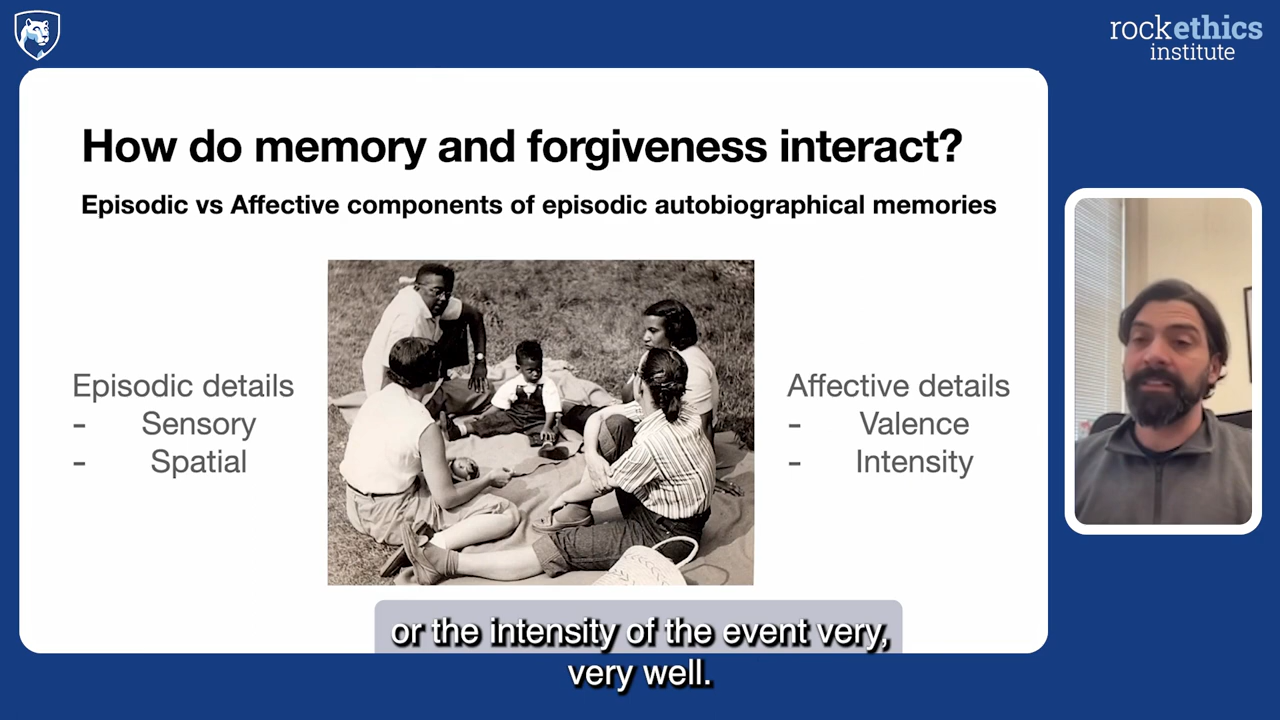 rockethics
institute
How do memory and forgiveness interact?
Episodic vs Affective components of episodic autobiographical memories
Episodic details
- Sensory
- Spatial
Affective details
- Valence
- Intensity
or the intensity of the event very,
very well.